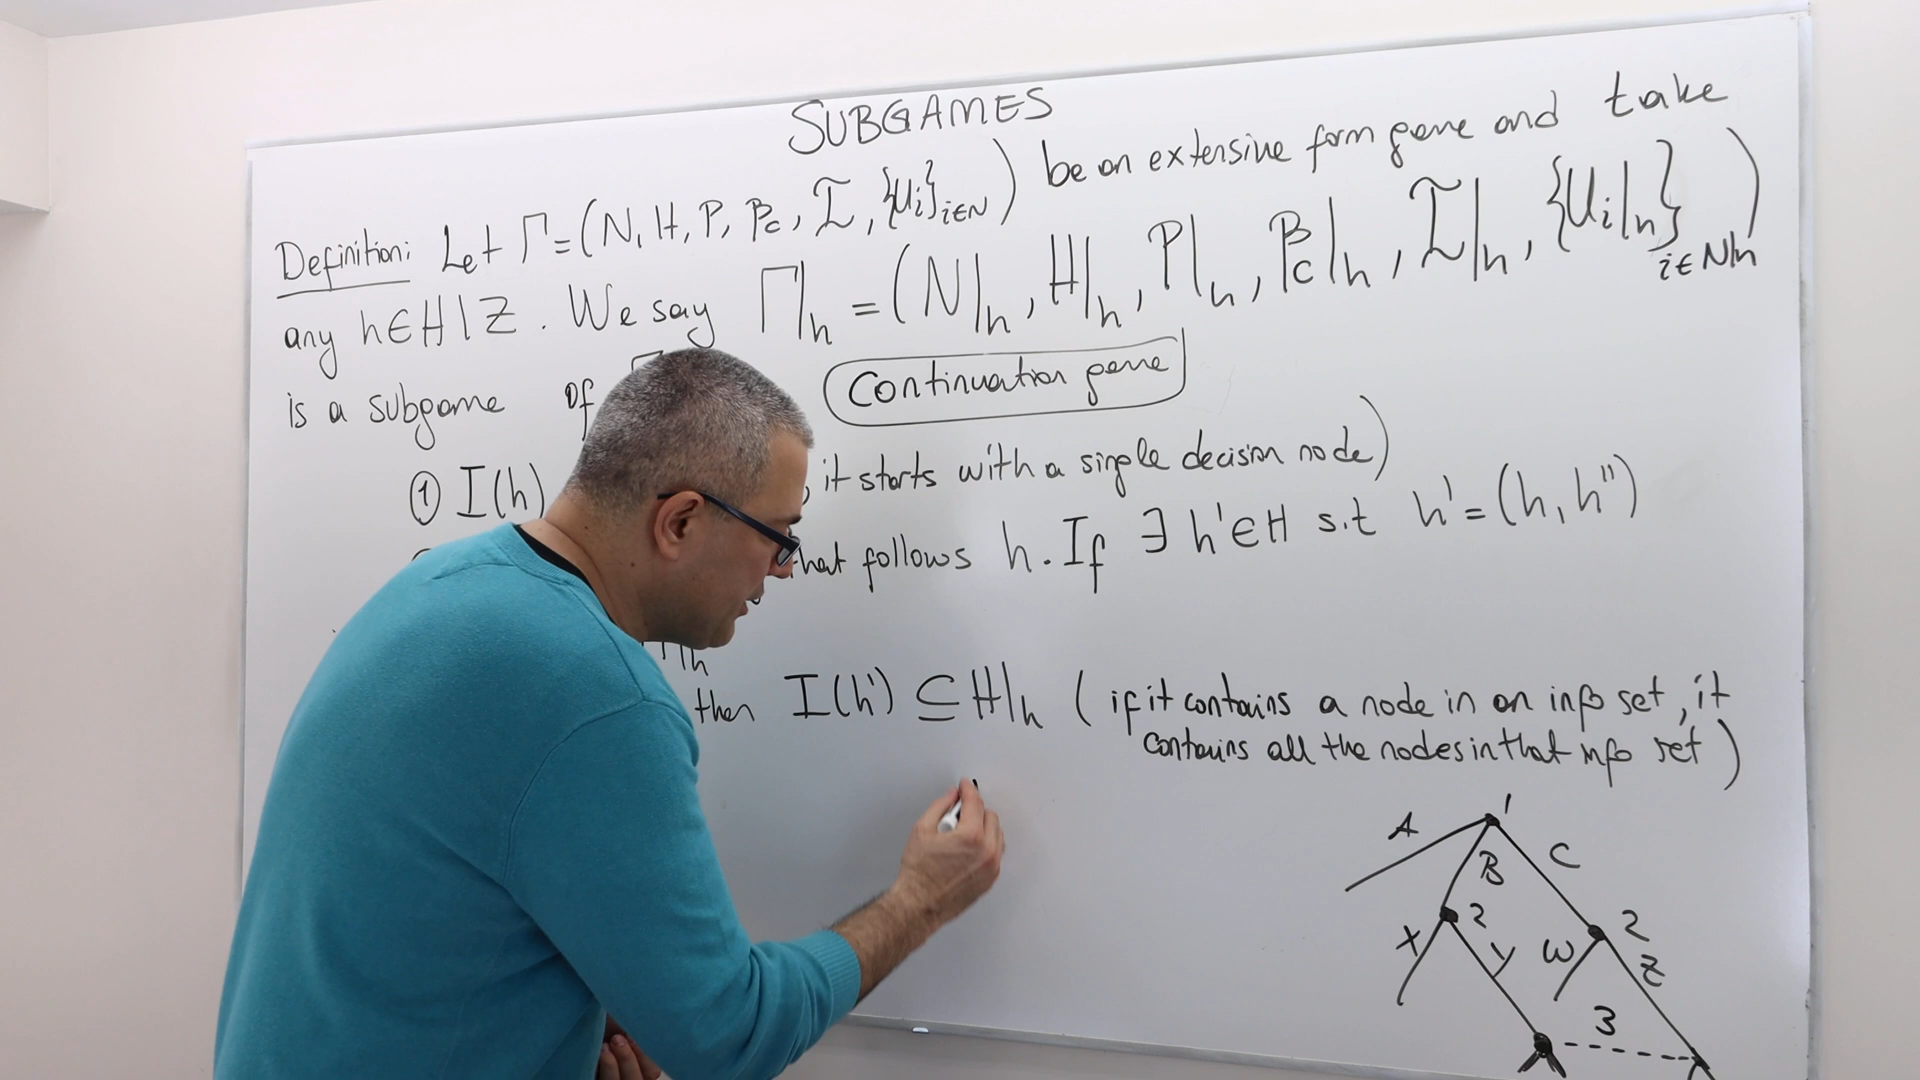 SUBGAMES
Definition: Let Γ = (N, H, P, βc, I, {ui}i∈N) be an extensive form game and take
any h∈H\Z. We say Γ|h = (N|h, H|h, P|h, βc|h, I|h, {ui|h}i∈N|h)
is a subgame of Continuation game
① I(h) , it starts with a single decision node)
that follows h. If ∃ h'∈H s.t h' = (h, h'')
|h
then I(h') ⊆ H|h ( if it contains a node in an info set, it
contains all the nodes in that info set )
1
A B C
2 2
X Y W Z
3